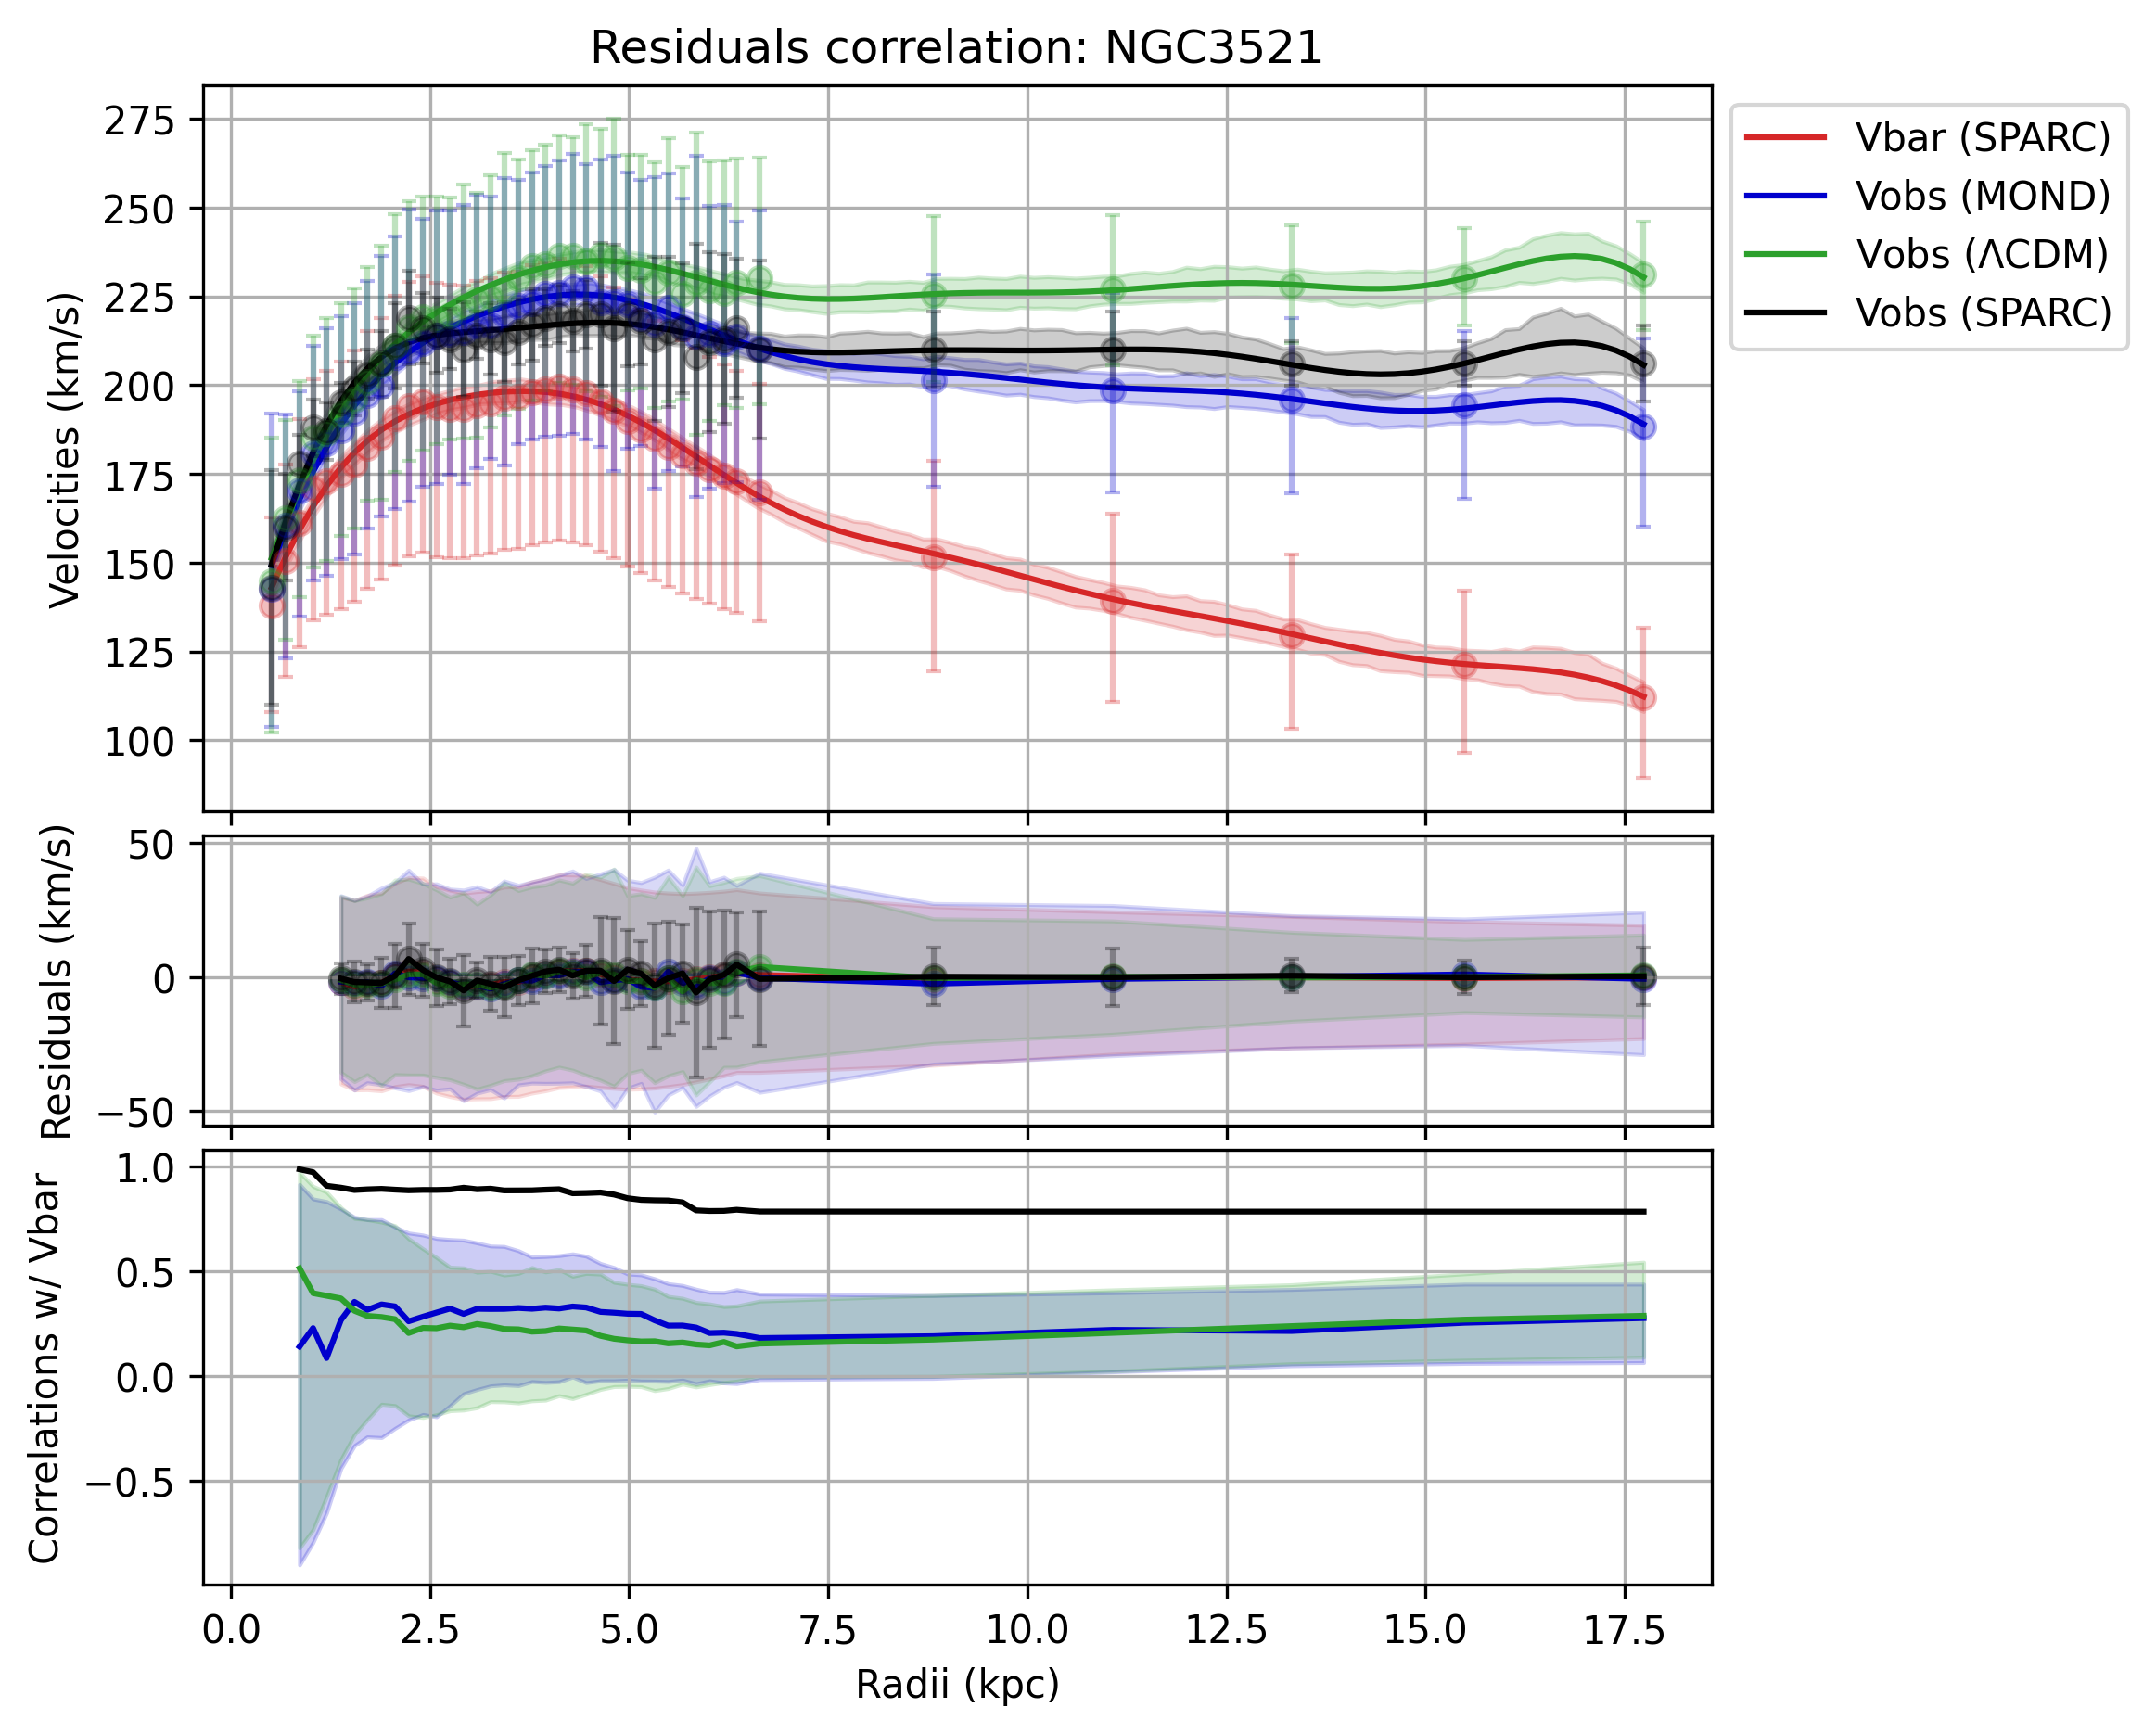 Residuals correlation: NGC3521
Velocities (km/s)
275
250
225
200
175
150
125
100
Vbar (SPARC)
Vobs (MOND)
Vobs (ΛCDM)
Vobs (SPARC)
Residuals (km/s)
50
0
−50
Correlations w/ Vbar
1.0
0.5
0.0
−0.5
0.0 2.5 5.0 7.5 10.0 12.5 15.0 17.5
Radii (kpc)